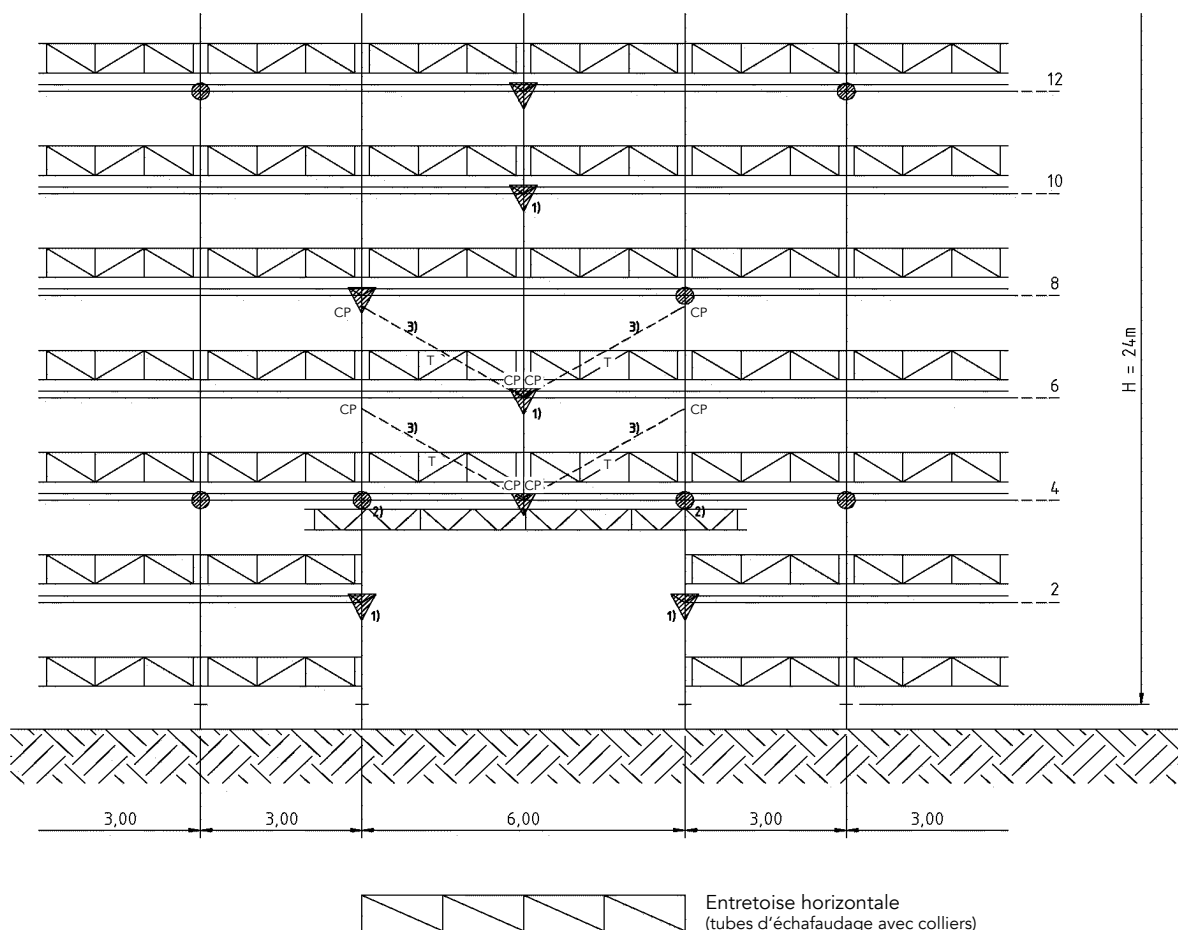 12
10
1)
8
CP
CP
3)
3)
T
T
CP CP
6
1)
CP
CP
3)
3)
T
T
CP CP
4
2)
2)
2
1)
1)
H = 24m
3,00
3,00
6,00
3,00
3,00
Entretoise horizontale
(tubes d'échafaudage avec colliers)